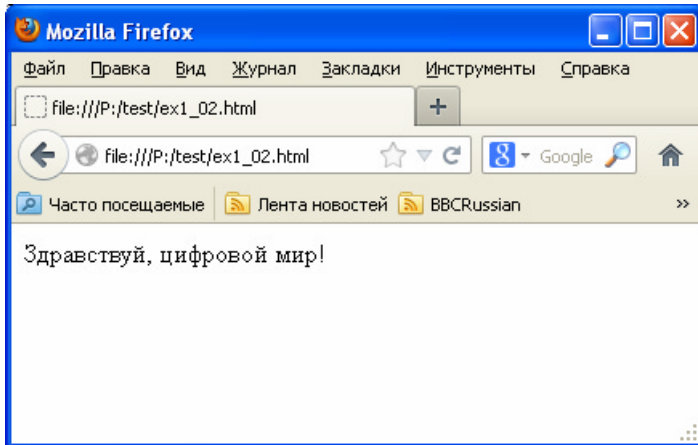 Mozilla Firefox
Файл Правка Вид Журнал Закладки Инструменты Справка
file:///P:/test/ex1_02.html +
file:///P:/test/ex1_02.html 8 Google
Часто посещаемые Лента новостей BBCRussian »
Здравствуй, цифровой мир!